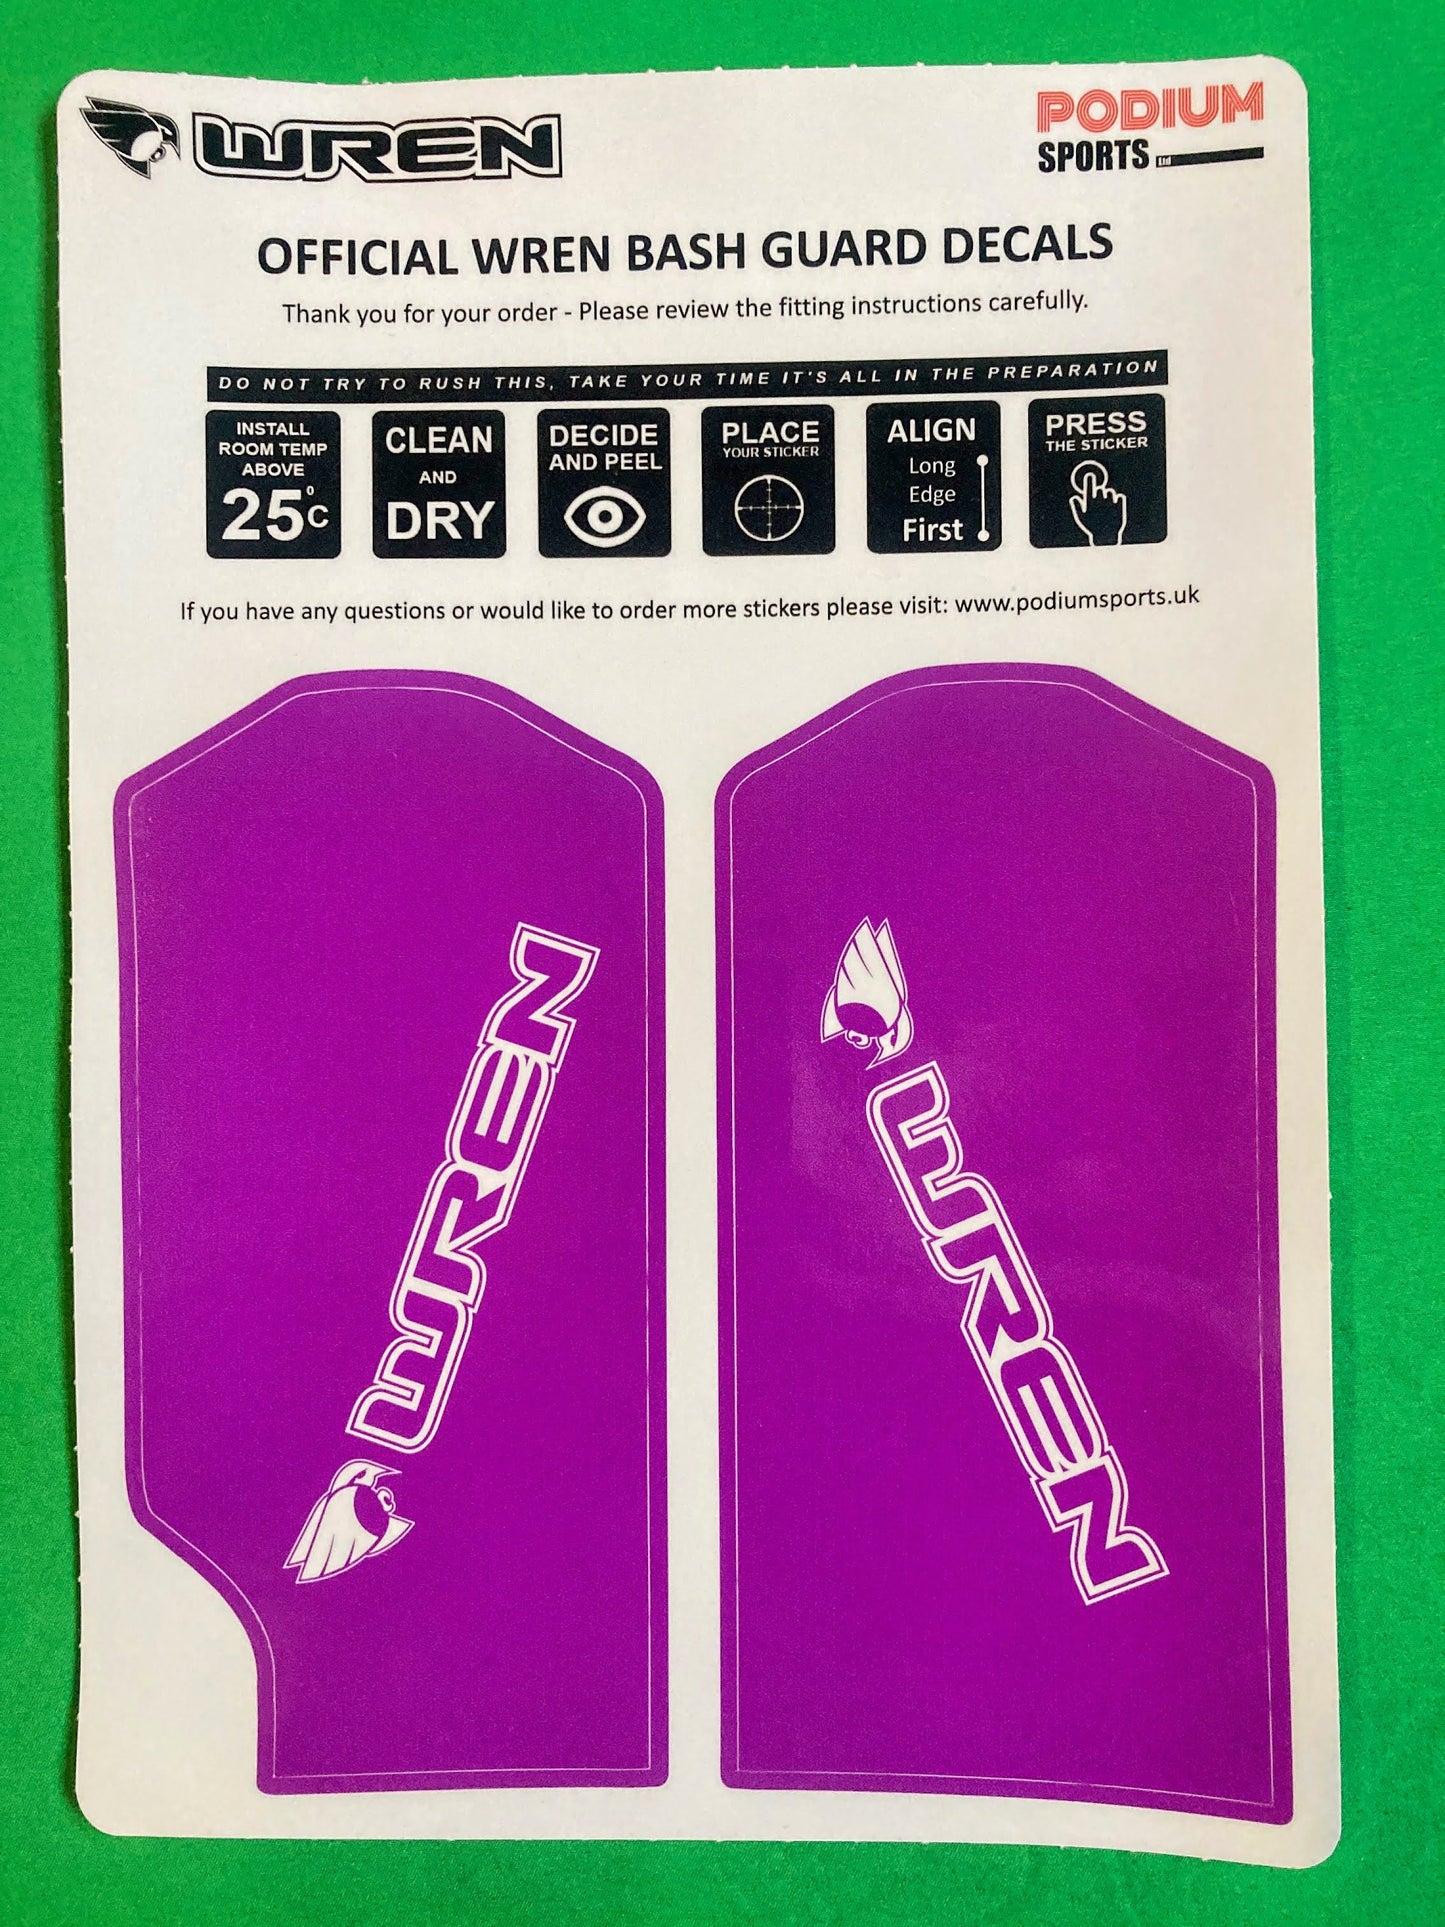 WREN
PODIUM
SPORTS Ltd
OFFICIAL WREN BASH GUARD DECALS
Thank you for your order - Please review the fitting instructions carefully.
DO NOT TRY TO RUSH THIS, TAKE YOUR TIME IT'S ALL IN THE PREPARATION
INSTALL
ROOM TEMP
ABOVE
25°C
CLEAN
AND
DRY
DECIDE
AND PEEL
PLACE
YOUR STICKER
ALIGN
Long
Edge
First
PRESS
THE STICKER
If you have any questions or would like to order more stickers please visit: www.podiumsports.uk
WREN
WREN